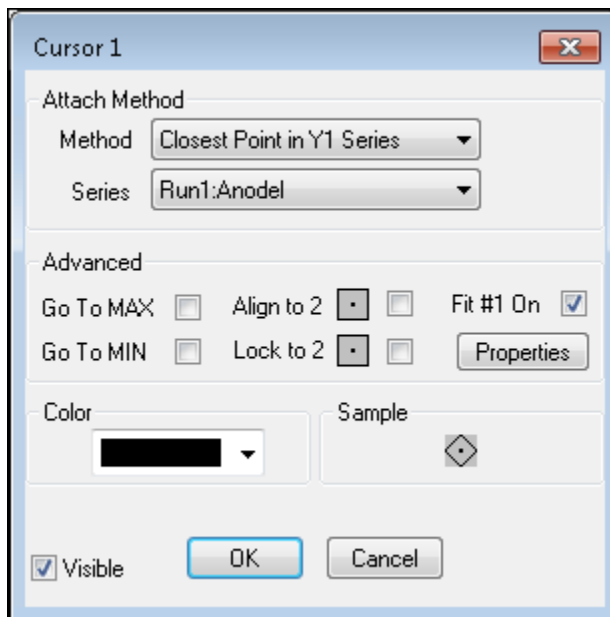 Cursor 1
Attach Method
Method Closest Point in Y1 Series
Series Run1:AnodeI
Advanced
Go To MAX Align to 2 Fit #1 On
Go To MIN Lock to 2 Properties
Color Sample
Visible OK Cancel